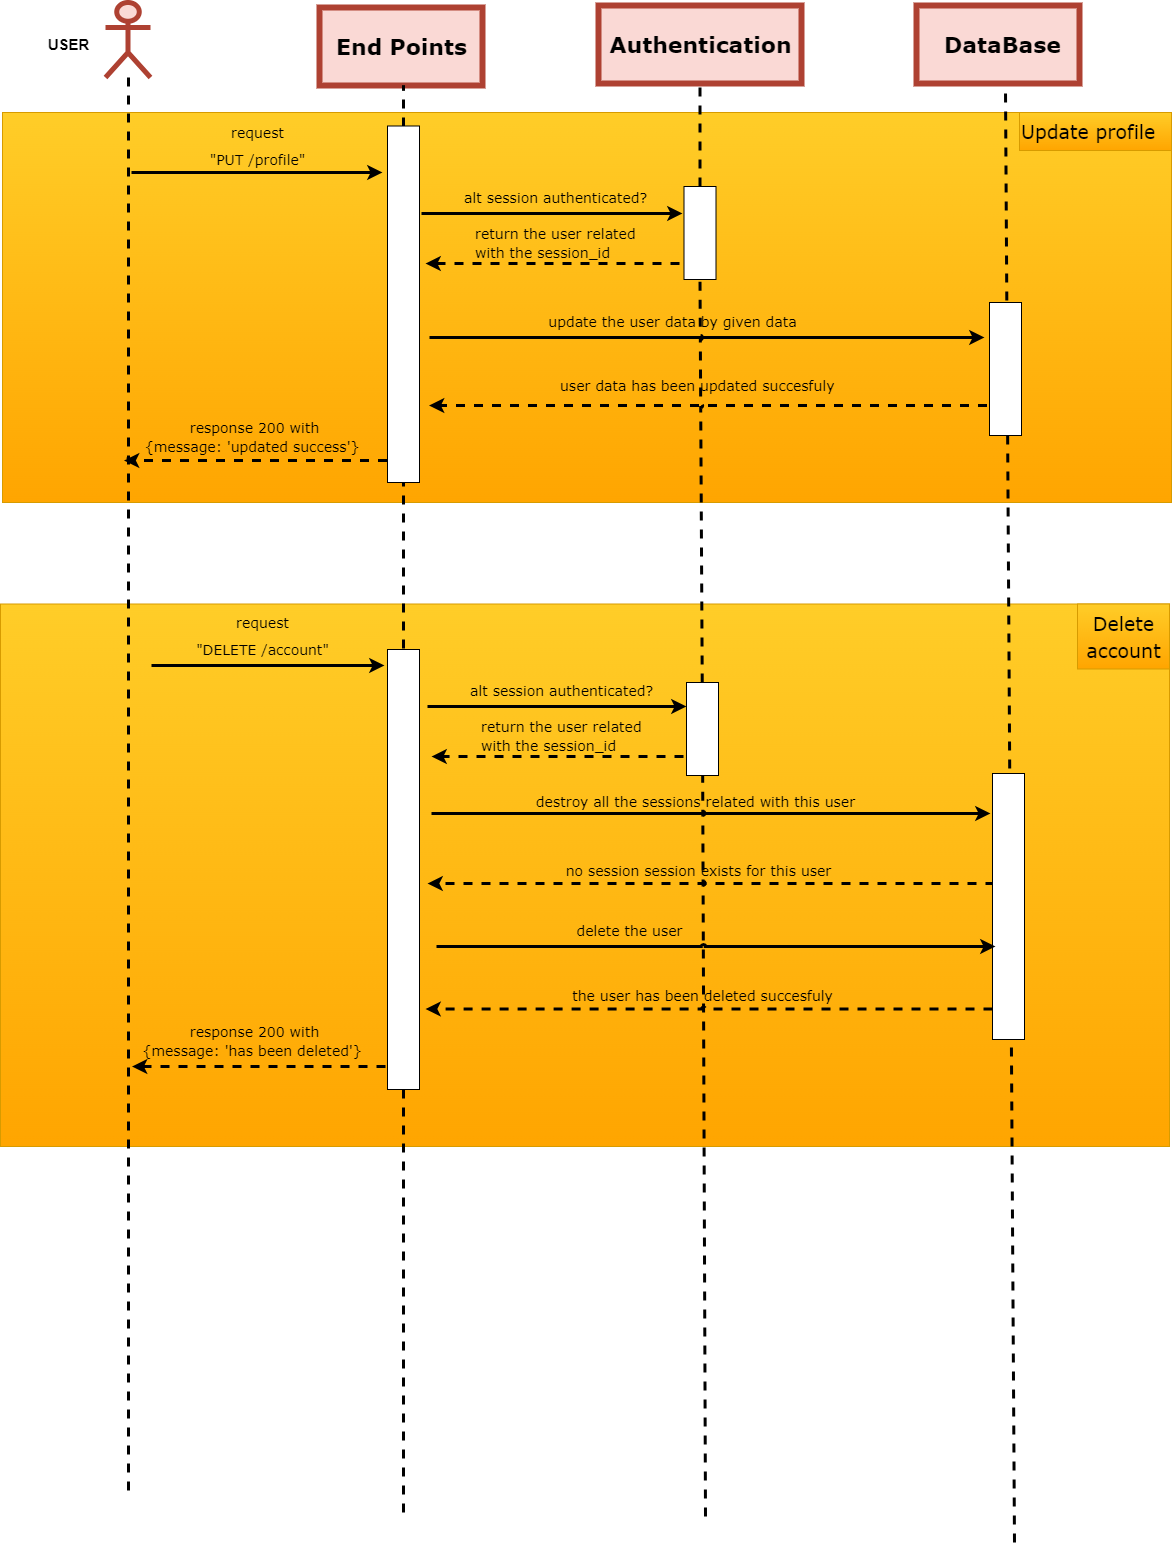 USER
End Points
Authentication
DataBase
Update profile
request
"PUT /profile"
alt session authenticated?
return the user related
with the session_id
update the user data by given data
user data has been updated succesfuly
response 200 with
{message: 'updated success'}
Delete
account
request
"DELETE /account"
alt session authenticated?
return the user related
with the session_id
destroy all the sessions related with this user
no session session exists for this user
delete the user
the user has been deleted succesfuly
response 200 with
{message: 'has been deleted'}